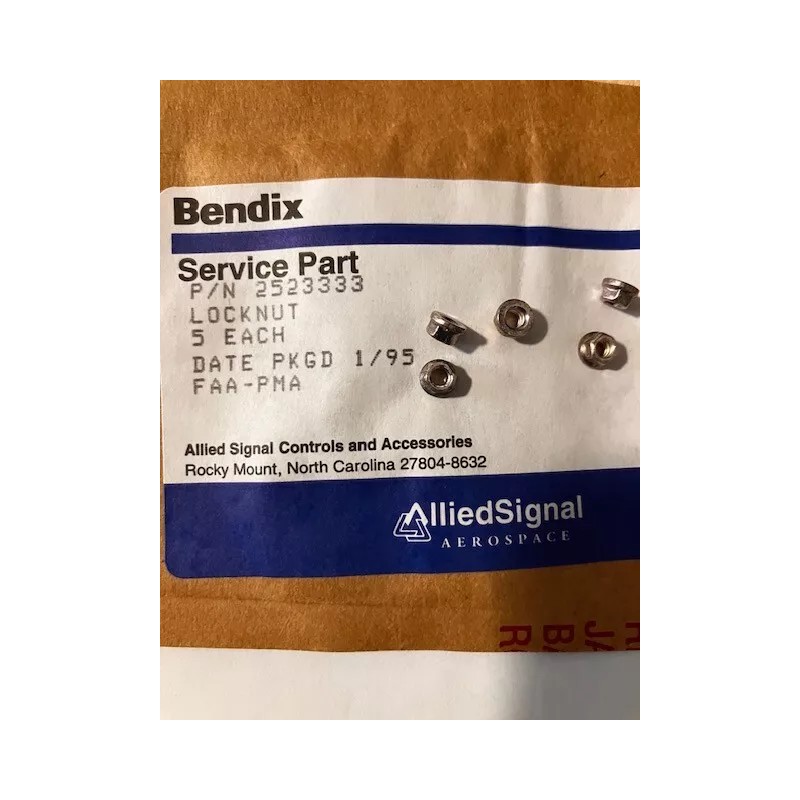 Bendix
Service Part
P/N 2523333
LOCKNUT
5 EACH
DATE PKGD 1/95
FAA-PMA
Allied Signal Controls and Accessories
Rocky Mount, North Carolina 27804-8632
AlliedSignal
AEROSPACE